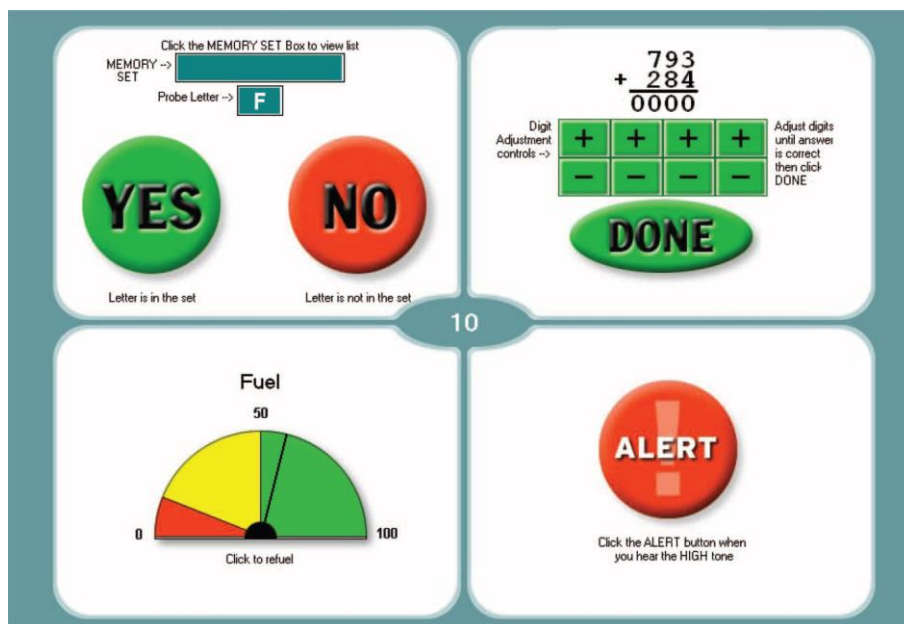 Click the MEMORY SET Box to view list
MEMORY -->
SET
Probe Letter --> F
YES
NO
Letter is in the set
Letter is not in the set
793
+ 284
0000
Digit
Adjustment
controls -->
+ + + +
- - - -
Adjust digits
until answer
is correct
then click
DONE
DONE
10
Fuel
50
0
100
Click to refuel
!
ALERT
Click the ALERT button when
you hear the HIGH tone